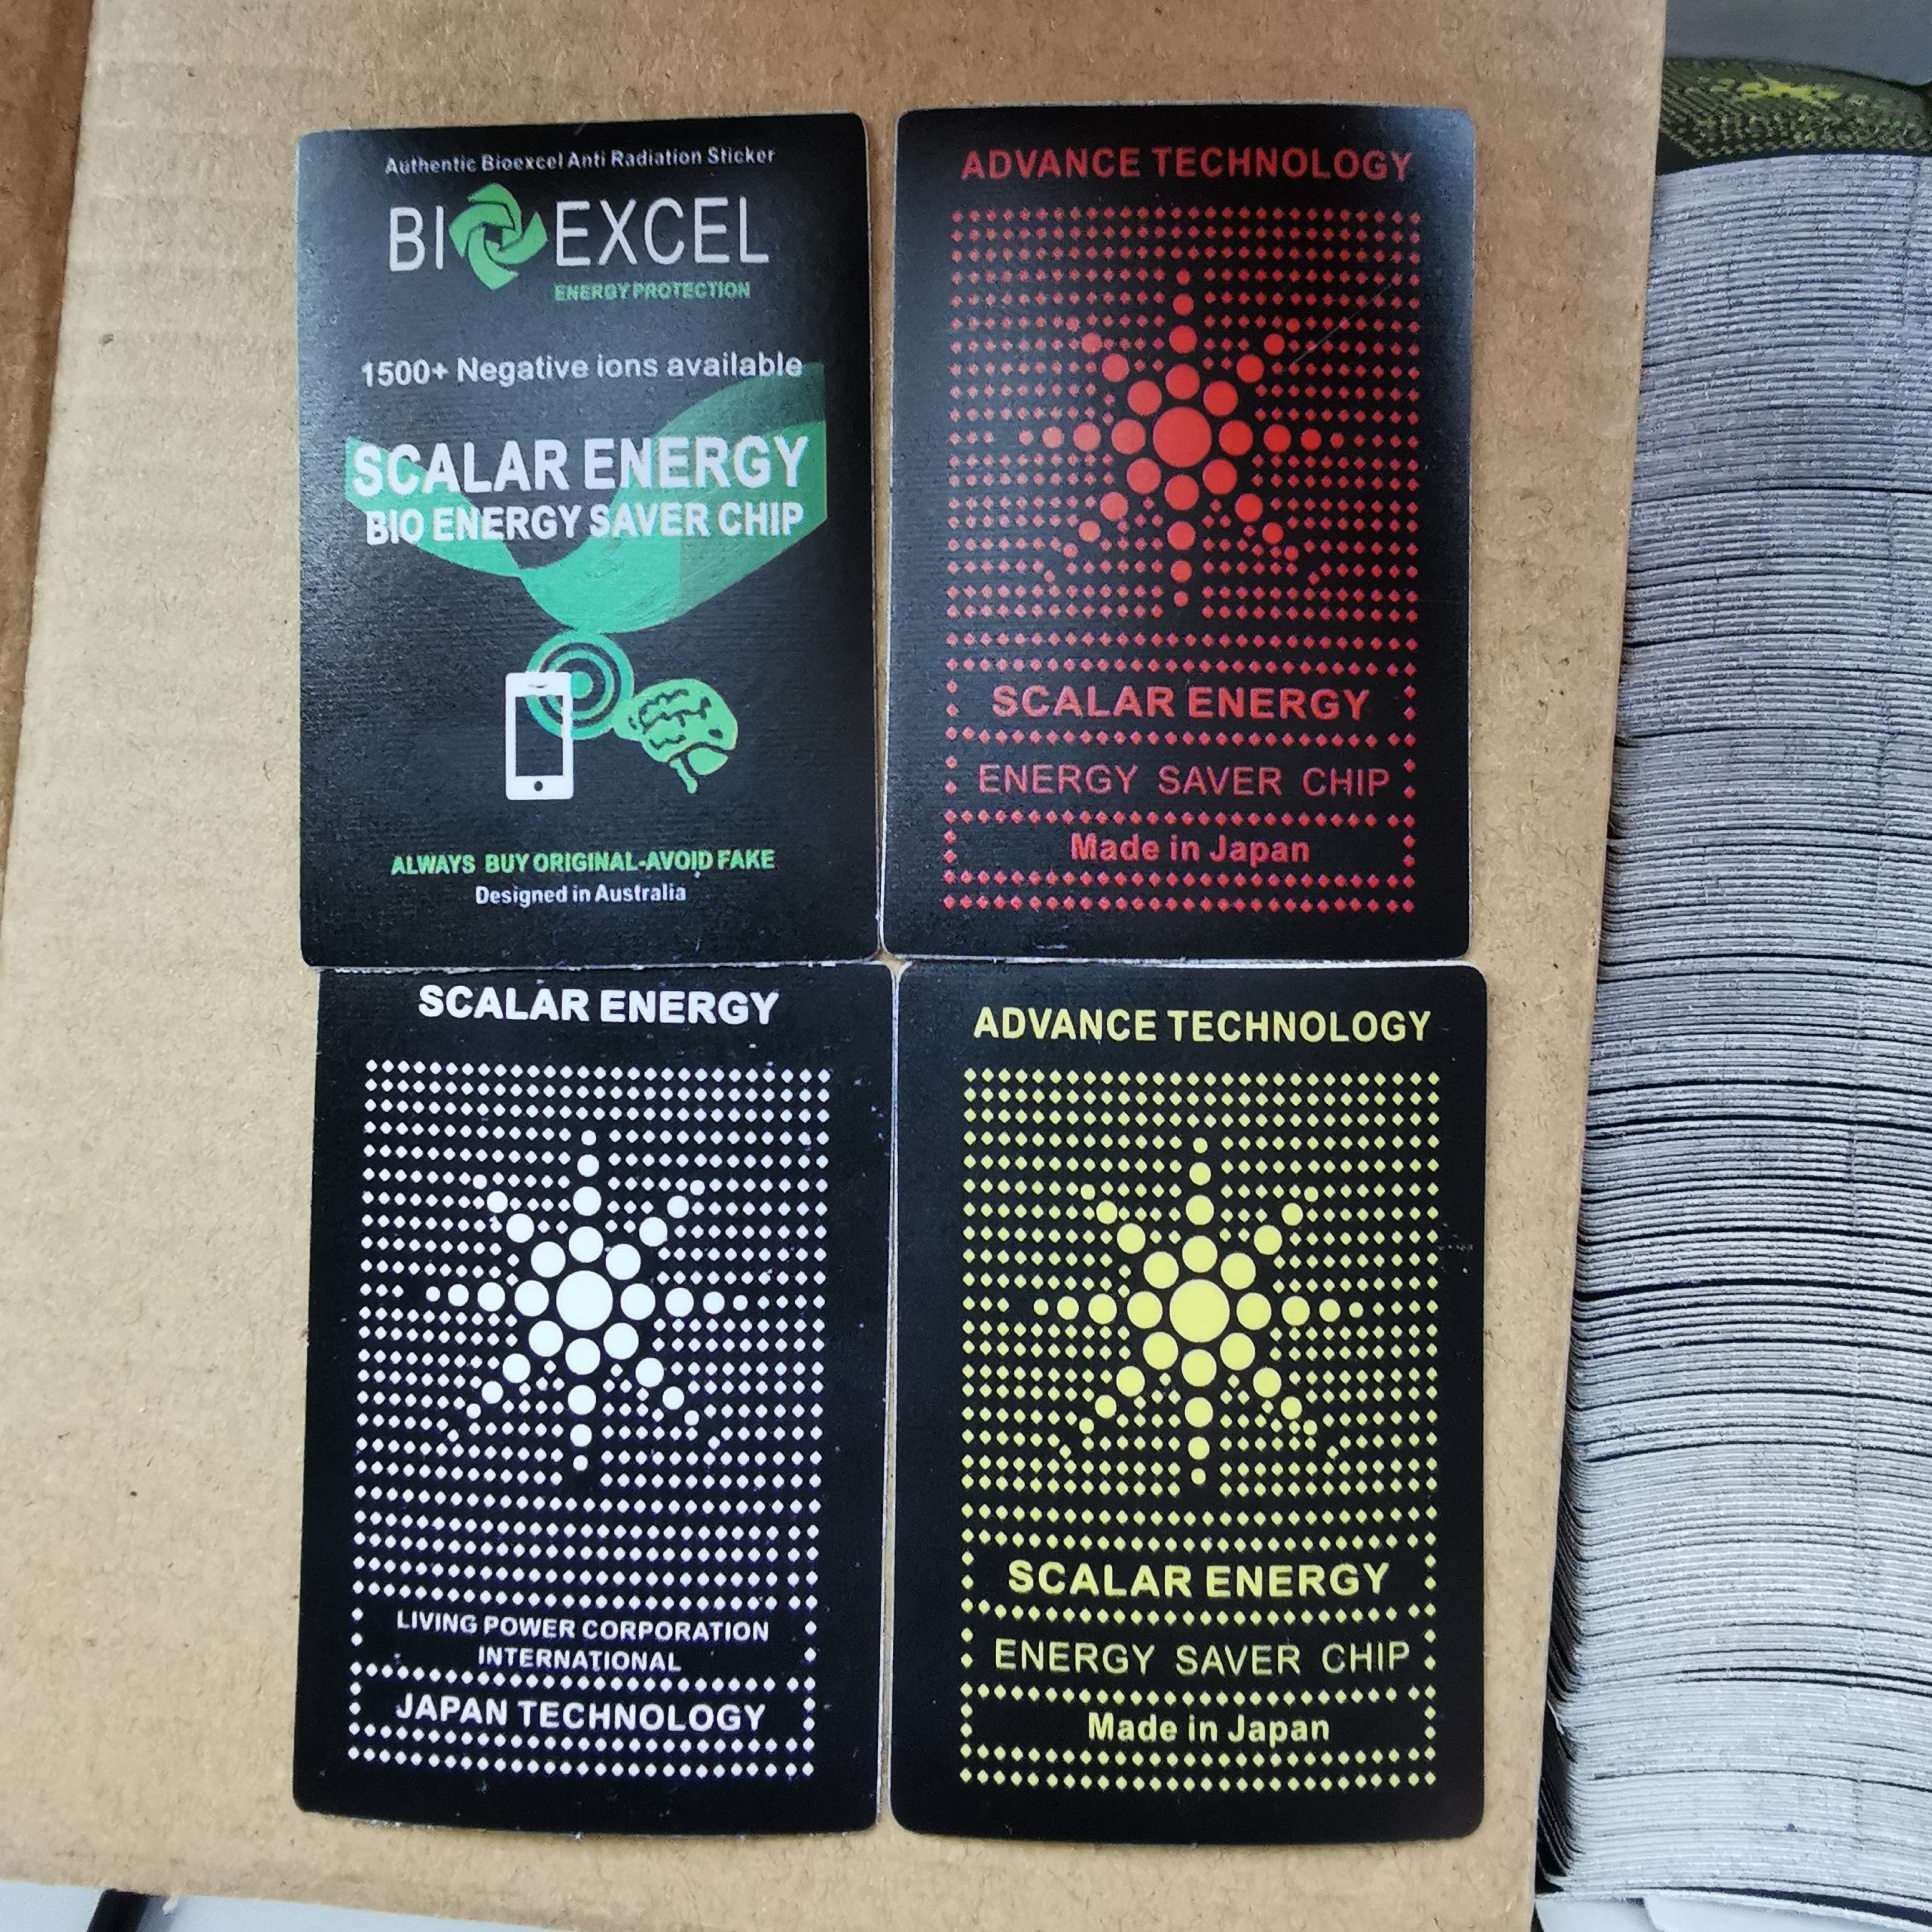 Authentic Bioexcel Anti Radiation Sticker
BIOEXCEL
ENERGY PROTECTION
1500+ Negative ions available
SCALAR ENERGY
BIO ENERGY SAVER CHIP
ALWAYS BUY ORIGINAL-AVOID FAKE
Designed in Australia
ADVANCE TECHNOLOGY
SCALAR ENERGY
ENERGY SAVER CHIP
Made in Japan
SCALAR ENERGY
LIVING POWER CORPORATION
INTERNATIONAL
JAPAN TECHNOLOGY
ADVANCE TECHNOLOGY
SCALAR ENERGY
ENERGY SAVER CHIP
Made in Japan